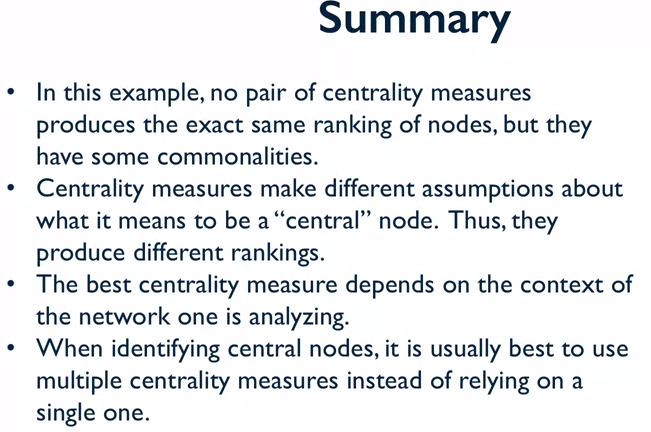 Summary
• In this example, no pair of centrality measures
produces the exact same ranking of nodes, but they
have some commonalities.
• Centrality measures make different assumptions about
what it means to be a “central” node. Thus, they
produce different rankings.
• The best centrality measure depends on the context of
the network one is analyzing.
• When identifying central nodes, it is usually best to use
multiple centrality measures instead of relying on a
single one.